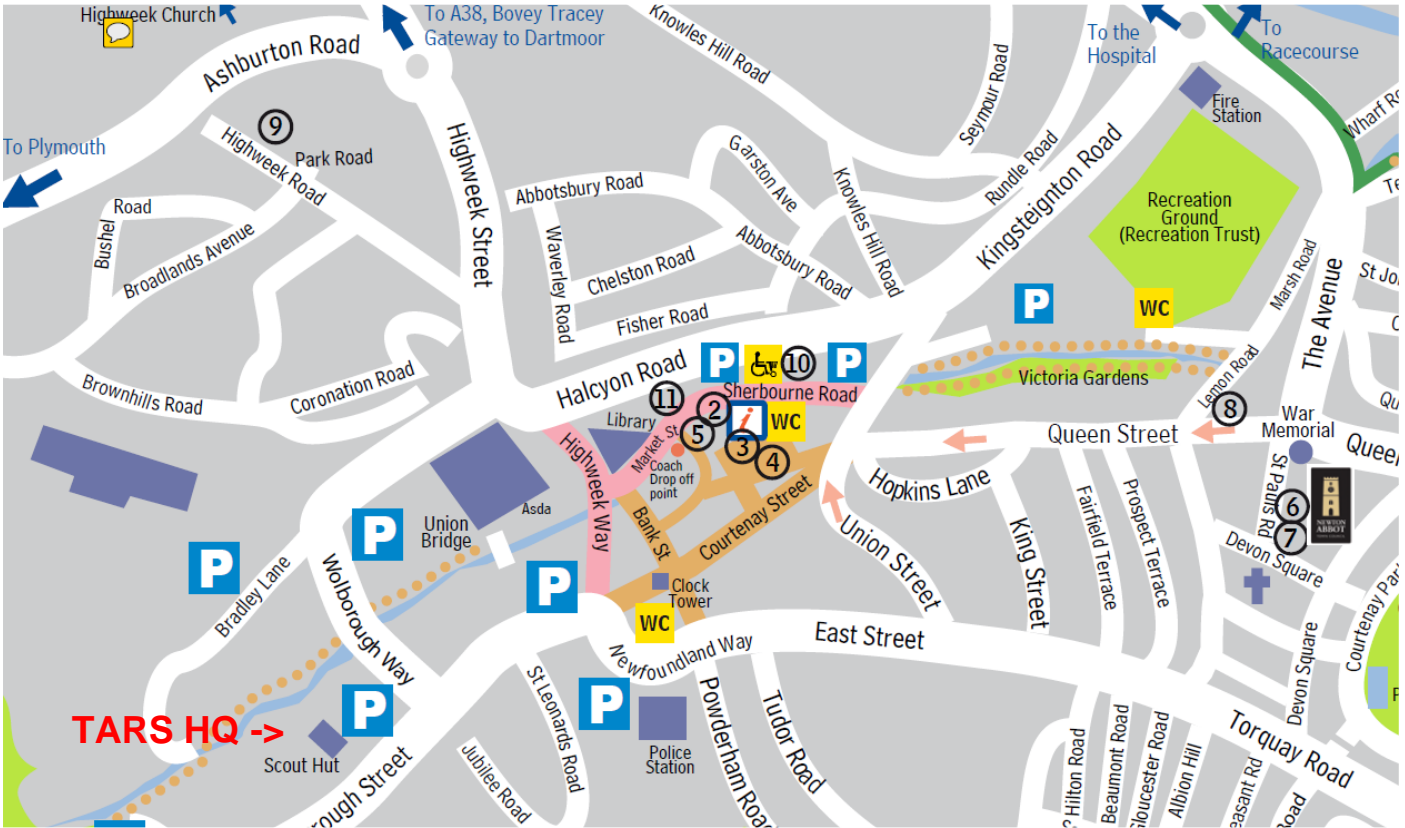 Highweek Church
To A38, Bovey Tracey
Gateway to Dartmoor
Knowles Hill Road
To the
Hospital
To
Racecourse
Ashburton Road
Seymour Road
Fire
Station
Wharf
9
To Plymouth
Highweek Road
Park Road
Highweek Street
Garston Ave
Rundle Road
Kingsteignton Road
Abbotsbury Road
Knowles Hill Road
Recreation
Ground
(Recreation Trust)
Bushel
Road
Broadlands Avenue
Waverley Road
Chelston Road
Abbotsbury Road
Marsh Road
The Avenue
St
P
WC
Fisher Road
Halcyon Road
P
10
P
Victoria Gardens
Lemon Road
Brownhills Road
Coronation Road
Sherbourne Road
11
2
i
WC
8
Library
Market St
5
3
4
War
Memorial
Queen Street
Highweek Way
Coach
Drop off
point
Hopkins Lane
St Pauls Rd
6
NEWTON
ABBOT
7
Asda
Union
Bridge
P
Bank St
Courtenay Street
Union Street
King Street
Fairfield Terrace
Prospect Terrace
Devon Square
P
Bradley Lane
Wolborough Way
P
Clock
Tower
WC
Newfoundland Way
East Street
Devon Square
Courtenay
P
St Leonards Road
P
Powderham
Tudor Road
TARS HQ ->
Scout Hut
Police
Station
Jubilee Road
Street
Hilton Road
Beaumont Road
Gloucester Road
Albion Hill
Rd
Road
Torquay Road
P